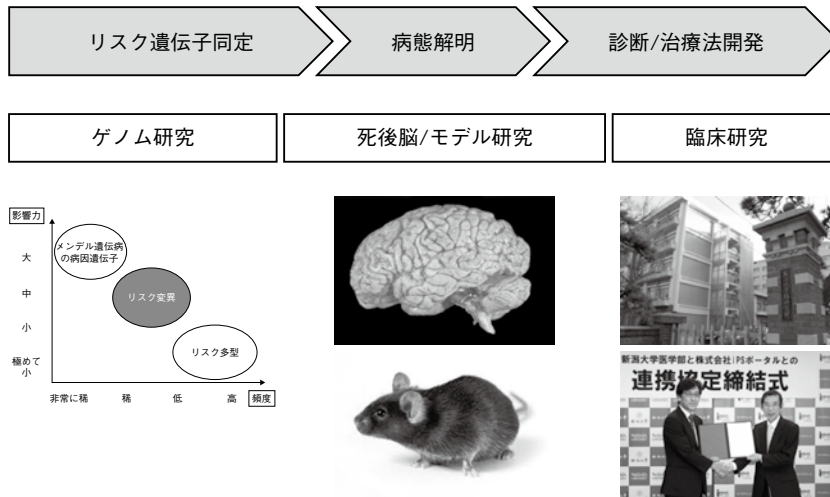 リスク遺伝子同定
病態解明
診断/治療法開発
ゲノム研究
死後脳/モデル研究
臨床研究
影響力
大
中
小
極めて
小
メンデル遺伝病
の病因遺伝子
リスク変異
リスク多型
非常に稀
稀
低
高
頻度
新潟大学医学部と株式会社iPSポータルとの
連携協定締結式